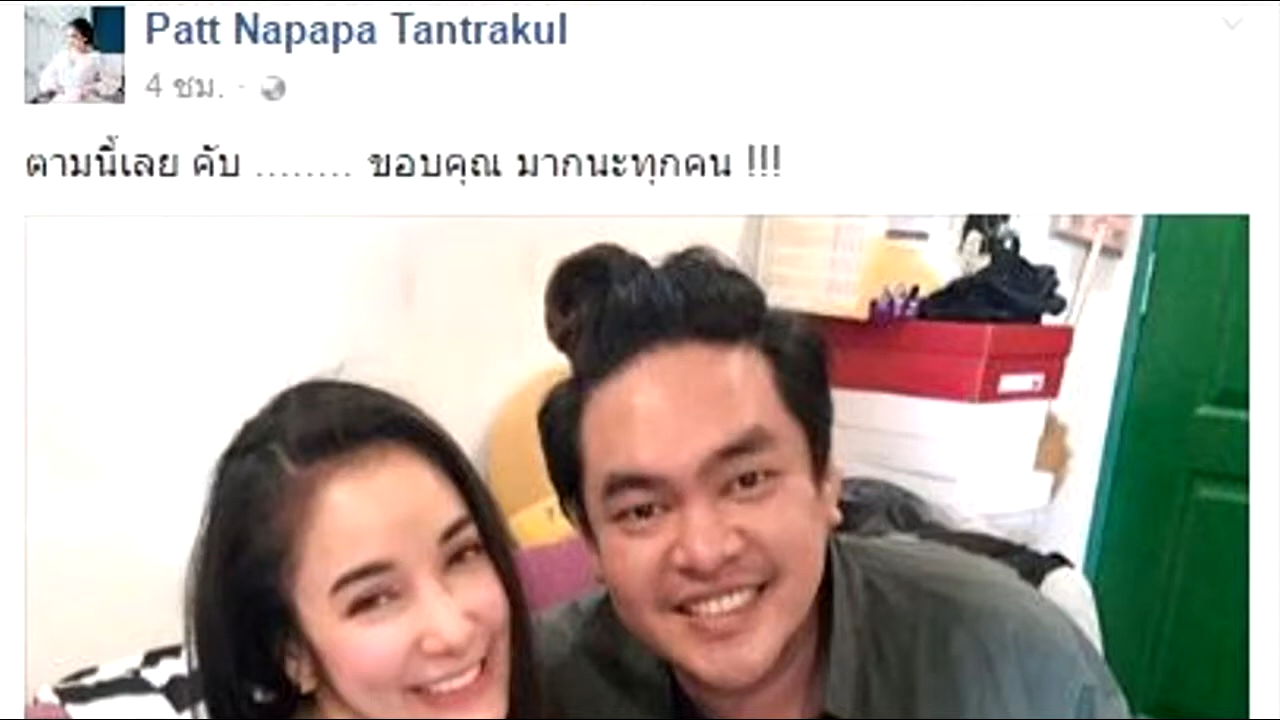 Patt Napapa Tantrakul
4 ชม. ·
ตามนี้เลย คับ ........ ขอบคุณ มากนะทุกคน !!!